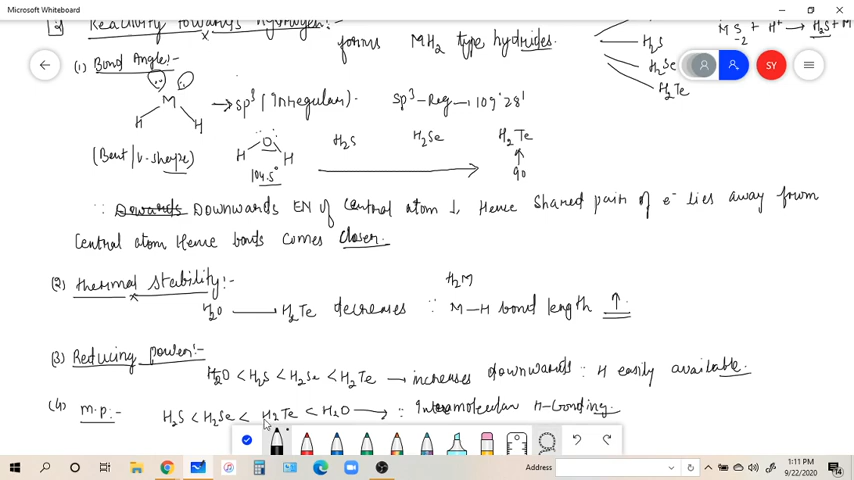 Microsoft Whiteboard
Reactivity towards hydrogen :-
forms MH2 type hydrides.
H2S
H2Se
H2Te
M S + H+ → H2S + M
-2
SY
(1) Bond Angle :-
M
H H
→ sp3 (Irregular). sp3 - Reg → 109°28'
(Bent / V-shape)
H O H
104.5°
H2S H2Se H2Te
90
∵ Downwards EN of central atom ↓, Hence shared pair of e- lies away from
Central atom Hence bonds comes closer.
(2) thermal stability :-
H2O — H2Te decreases ∵ M—H bond length ↑
H2M
(3) Reducing power:-
H2O < H2S < H2Se < H2Te → increases downwards ∵ H easily available.
(4) m.p :-
H2S < H2Se < H2Te < H2O → ∵ Intermolecular H-bonding
Address
1:11 PM
9/22/2020